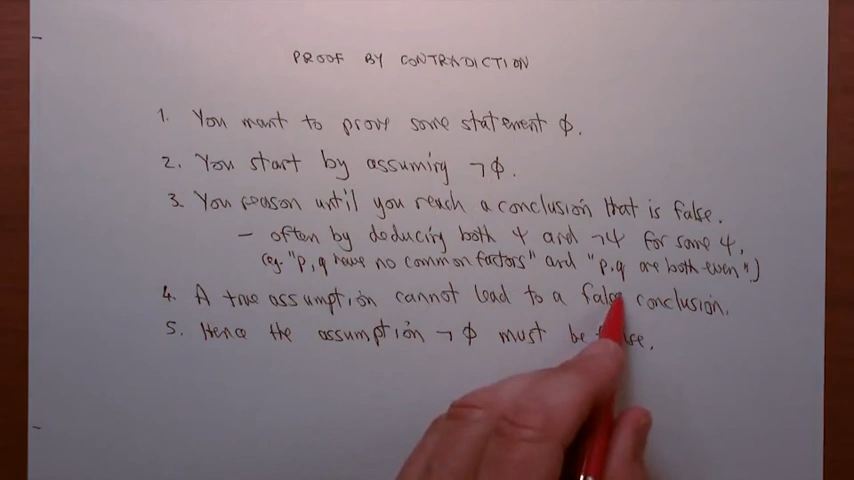 PROOF BY CONTRADICTION
1. You want to prove some statement ϕ.
2. You start by assuming ¬ϕ.
3. You reason until you reach a conclusion that is false.
– often by deducing both ψ and ¬ψ for some ψ,
(eg. "p,q have no common factors" and "p,q are both even")
4. A true assumption cannot lead to a false conclusion.
5. Hence the assumption ¬ϕ must be false.